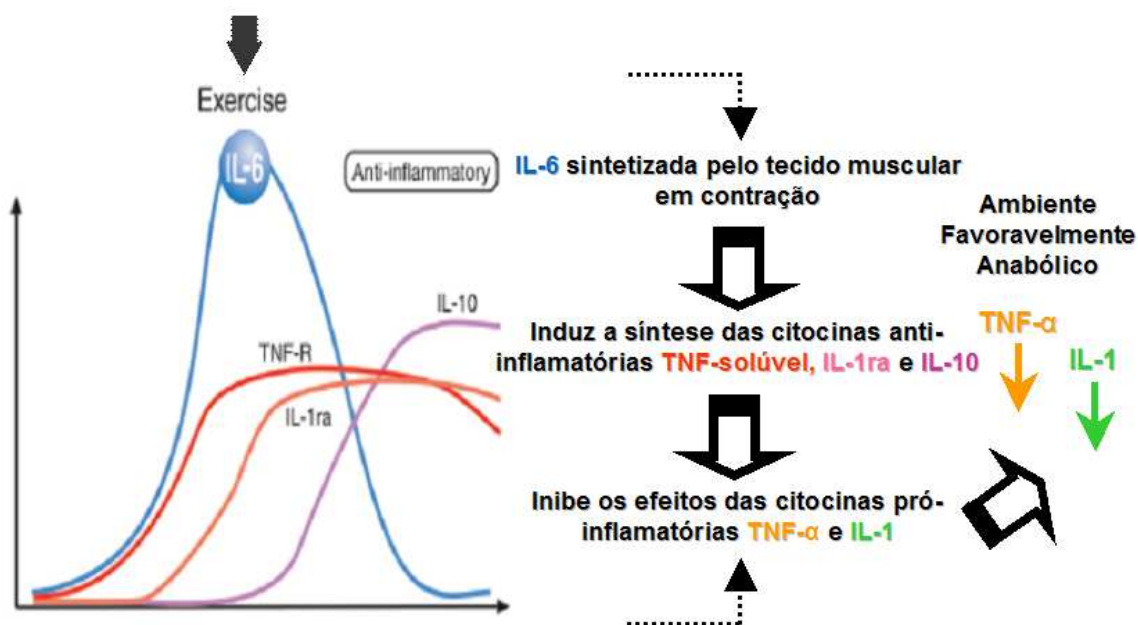 Exercise
IL-6
Anti-inflammatory
IL-10
TNF-R
IL-1ra
IL-6 sintetizada pelo tecido muscular
em contração
Induz a síntese das citocinas anti-
inflamatórias TNF-solúvel, IL-1ra e IL-10
Inibe os efeitos das citocinas pró-
inflamatórias TNF-α e IL-1
Ambiente
Favoravelmente
Anabólico
TNF-α
IL-1